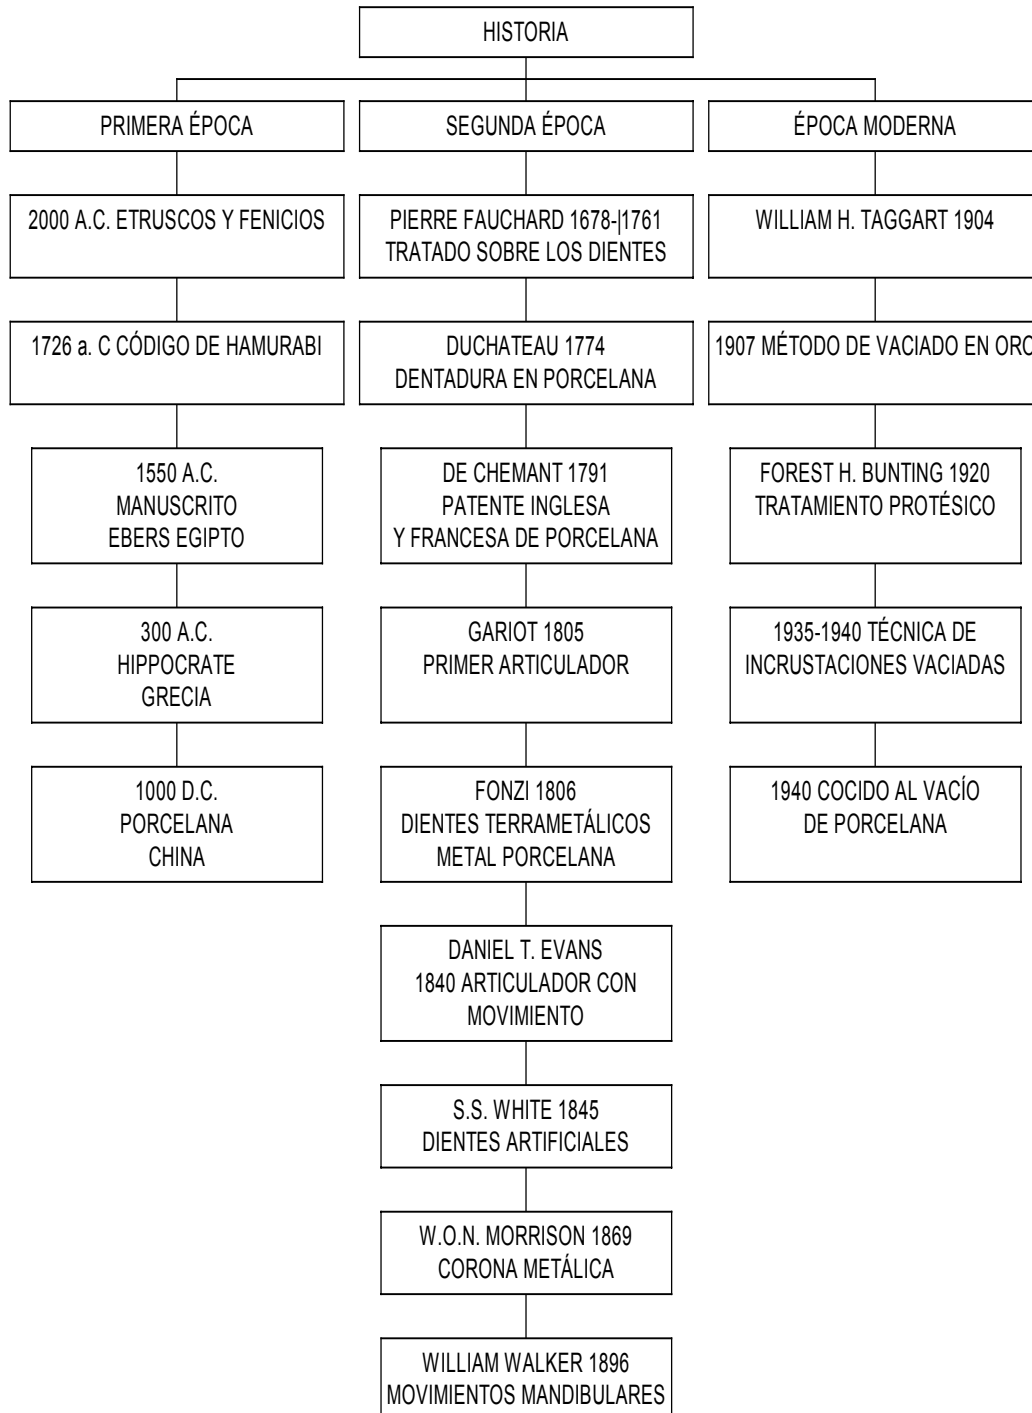 HISTORIA
PRIMERA ÉPOCA
2000 A.C. ETRUSCOS Y FENICIOS
1726 a. C CÓDIGO DE HAMURABI
1550 A.C.
MANUSCRITO
EBERS EGIPTO
300 A.C.
HIPPOCRATE
GRECIA
1000 D.C.
PORCELANA
CHINA
SEGUNDA ÉPOCA
PIERRE FAUCHARD 1678-|1761
TRATADO SOBRE LOS DIENTES
DUCHATEAU 1774
DENTADURA EN PORCELANA
DE CHEMANT 1791
PATENTE INGLESA
Y FRANCESA DE PORCELANA
GARIOT 1805
PRIMER ARTICULADOR
FONZI 1806
DIENTES TERRAMETÁLICOS
METAL PORCELANA
DANIEL T. EVANS
1840 ARTICULADOR CON
MOVIMIENTO
S.S. WHITE 1845
DIENTES ARTIFICIALES
W.O.N. MORRISON 1869
CORONA METÁLICA
WILLIAM WALKER 1896
MOVIMIENTOS MANDIBULARES
ÉPOCA MODERNA
WILLIAM H. TAGGART 1904
1907 MÉTODO DE VACIADO EN ORO
FOREST H. BUNTING 1920
TRATAMIENTO PROTÉSICO
1935-1940 TÉCNICA DE
INCRUSTACIONES VACIADAS
1940 COCIDO AL VACÍO
DE PORCELANA